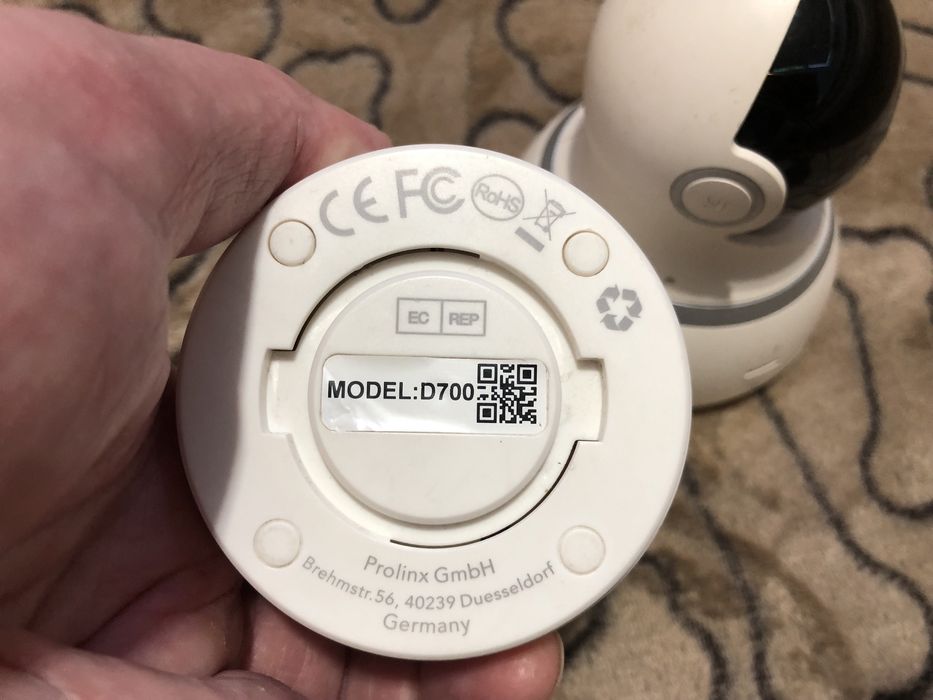 CE FC RoHS
EC REP
MODEL:D700
Prolinx GmbH
Brehmstr.56, 40239 Duesseldorf
Germany